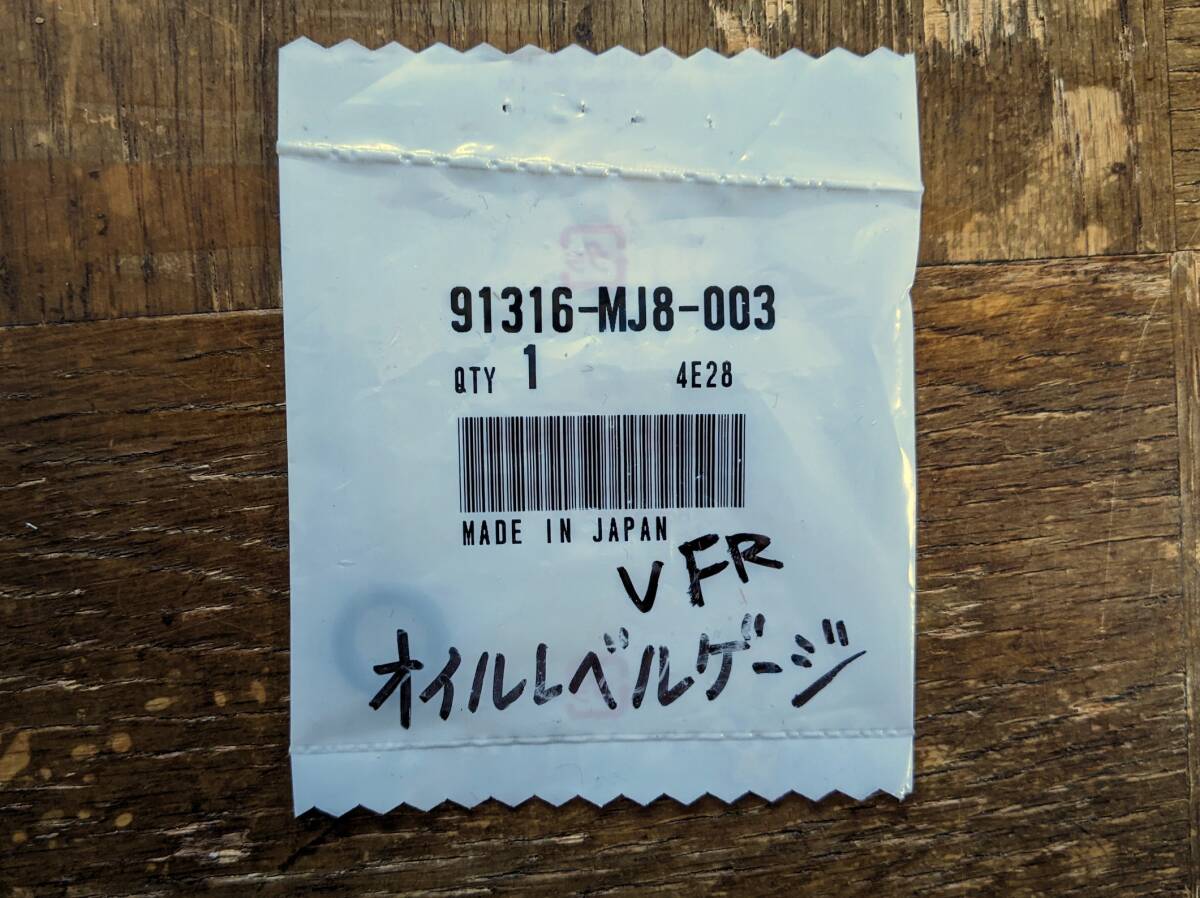 91316-MJ8-003
QTY 1 4E28
MADE IN JAPAN
VFR
オイルレベルゲージ